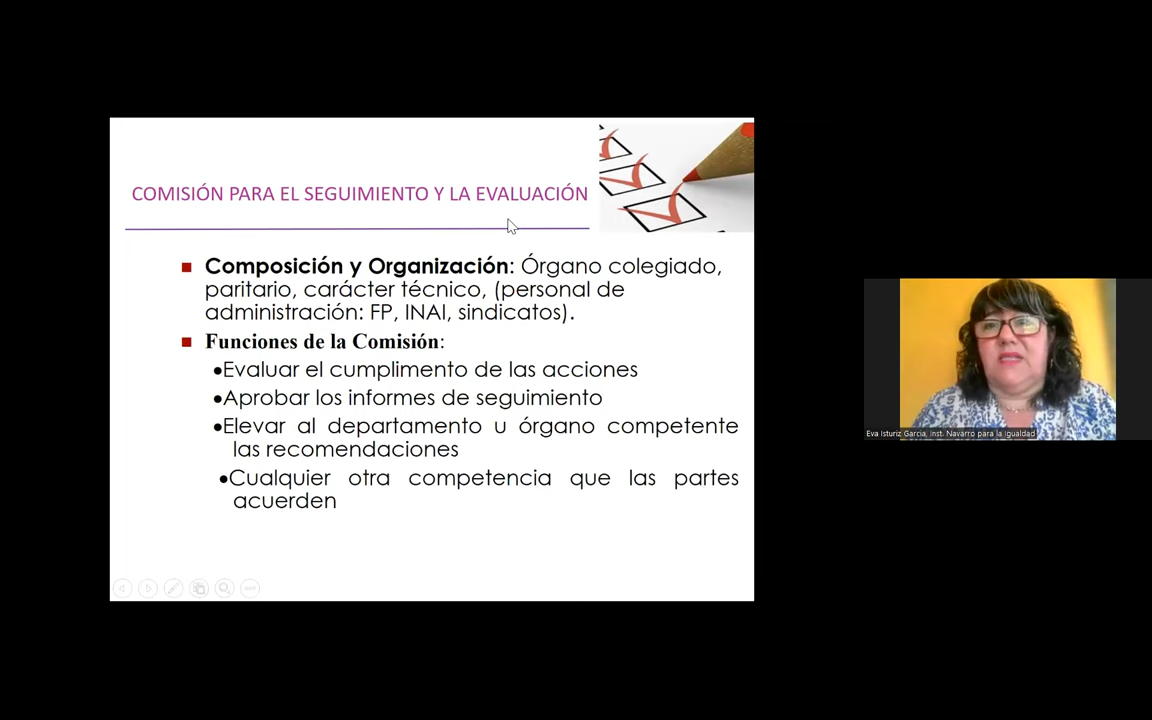 COMISIÓN PARA EL SEGUIMIENTO Y LA EVALUACIÓN
Composición y Organización: Órgano colegiado,
paritario, carácter técnico, (personal de
administración: FP, INAI, sindicatos).
Funciones de la Comisión:
•Evaluar el cumplimento de las acciones
•Aprobar los informes de seguimiento
•Elevar al departamento u órgano competente
las recomendaciones
•Cualquier otra competencia que las partes
acuerden
Eva Isturiz Garcia, Inst. Navarro para la Igualdad